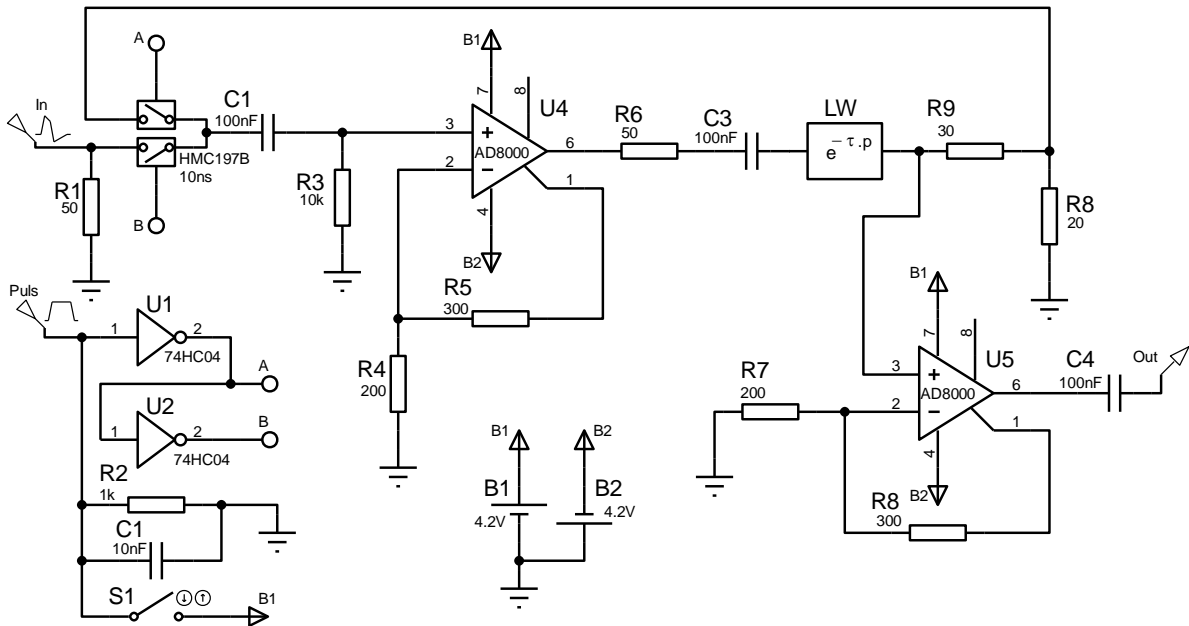 A
In
C1
100nF
HMC197B
10ns
R1
50
B
R3
10k
B1
7
8
U4
3
+
AD8000
6
2
−
1
4
B2
R5
300
R4
200
R6
50
C3
100nF
LW
e−τ.p
R9
30
R8
20
Puls
U1
1
2
74HC04
A
U2
B
1
2
74HC04
R2
1k
C1
10nF
S1
B1
B1
B2
B1
4.2V
B2
4.2V
B1
7
8
U5
R7
200
3
+
AD8000
6
2
−
1
4
B2
R8
300
C4
100nF
Out